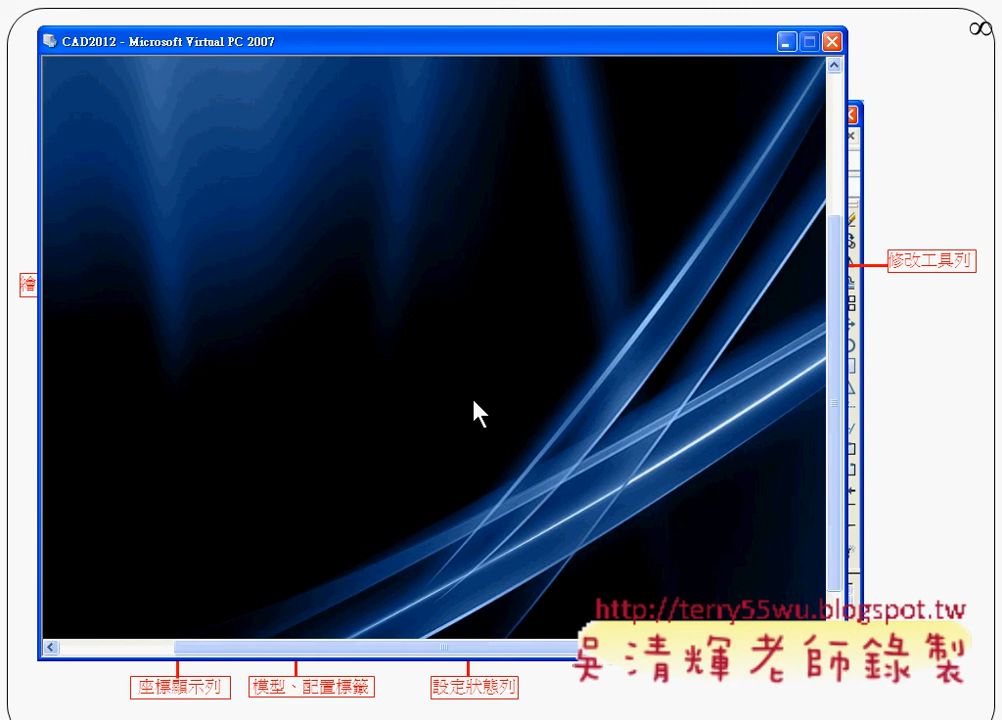 ∞
CAD2012 - Microsoft Virtual PC 2007
修改工具列
繪
http://terry55wu.blogspot.tw
吳清輝老師錄製
座標顯示列
模型、配置標籤
設定狀態列